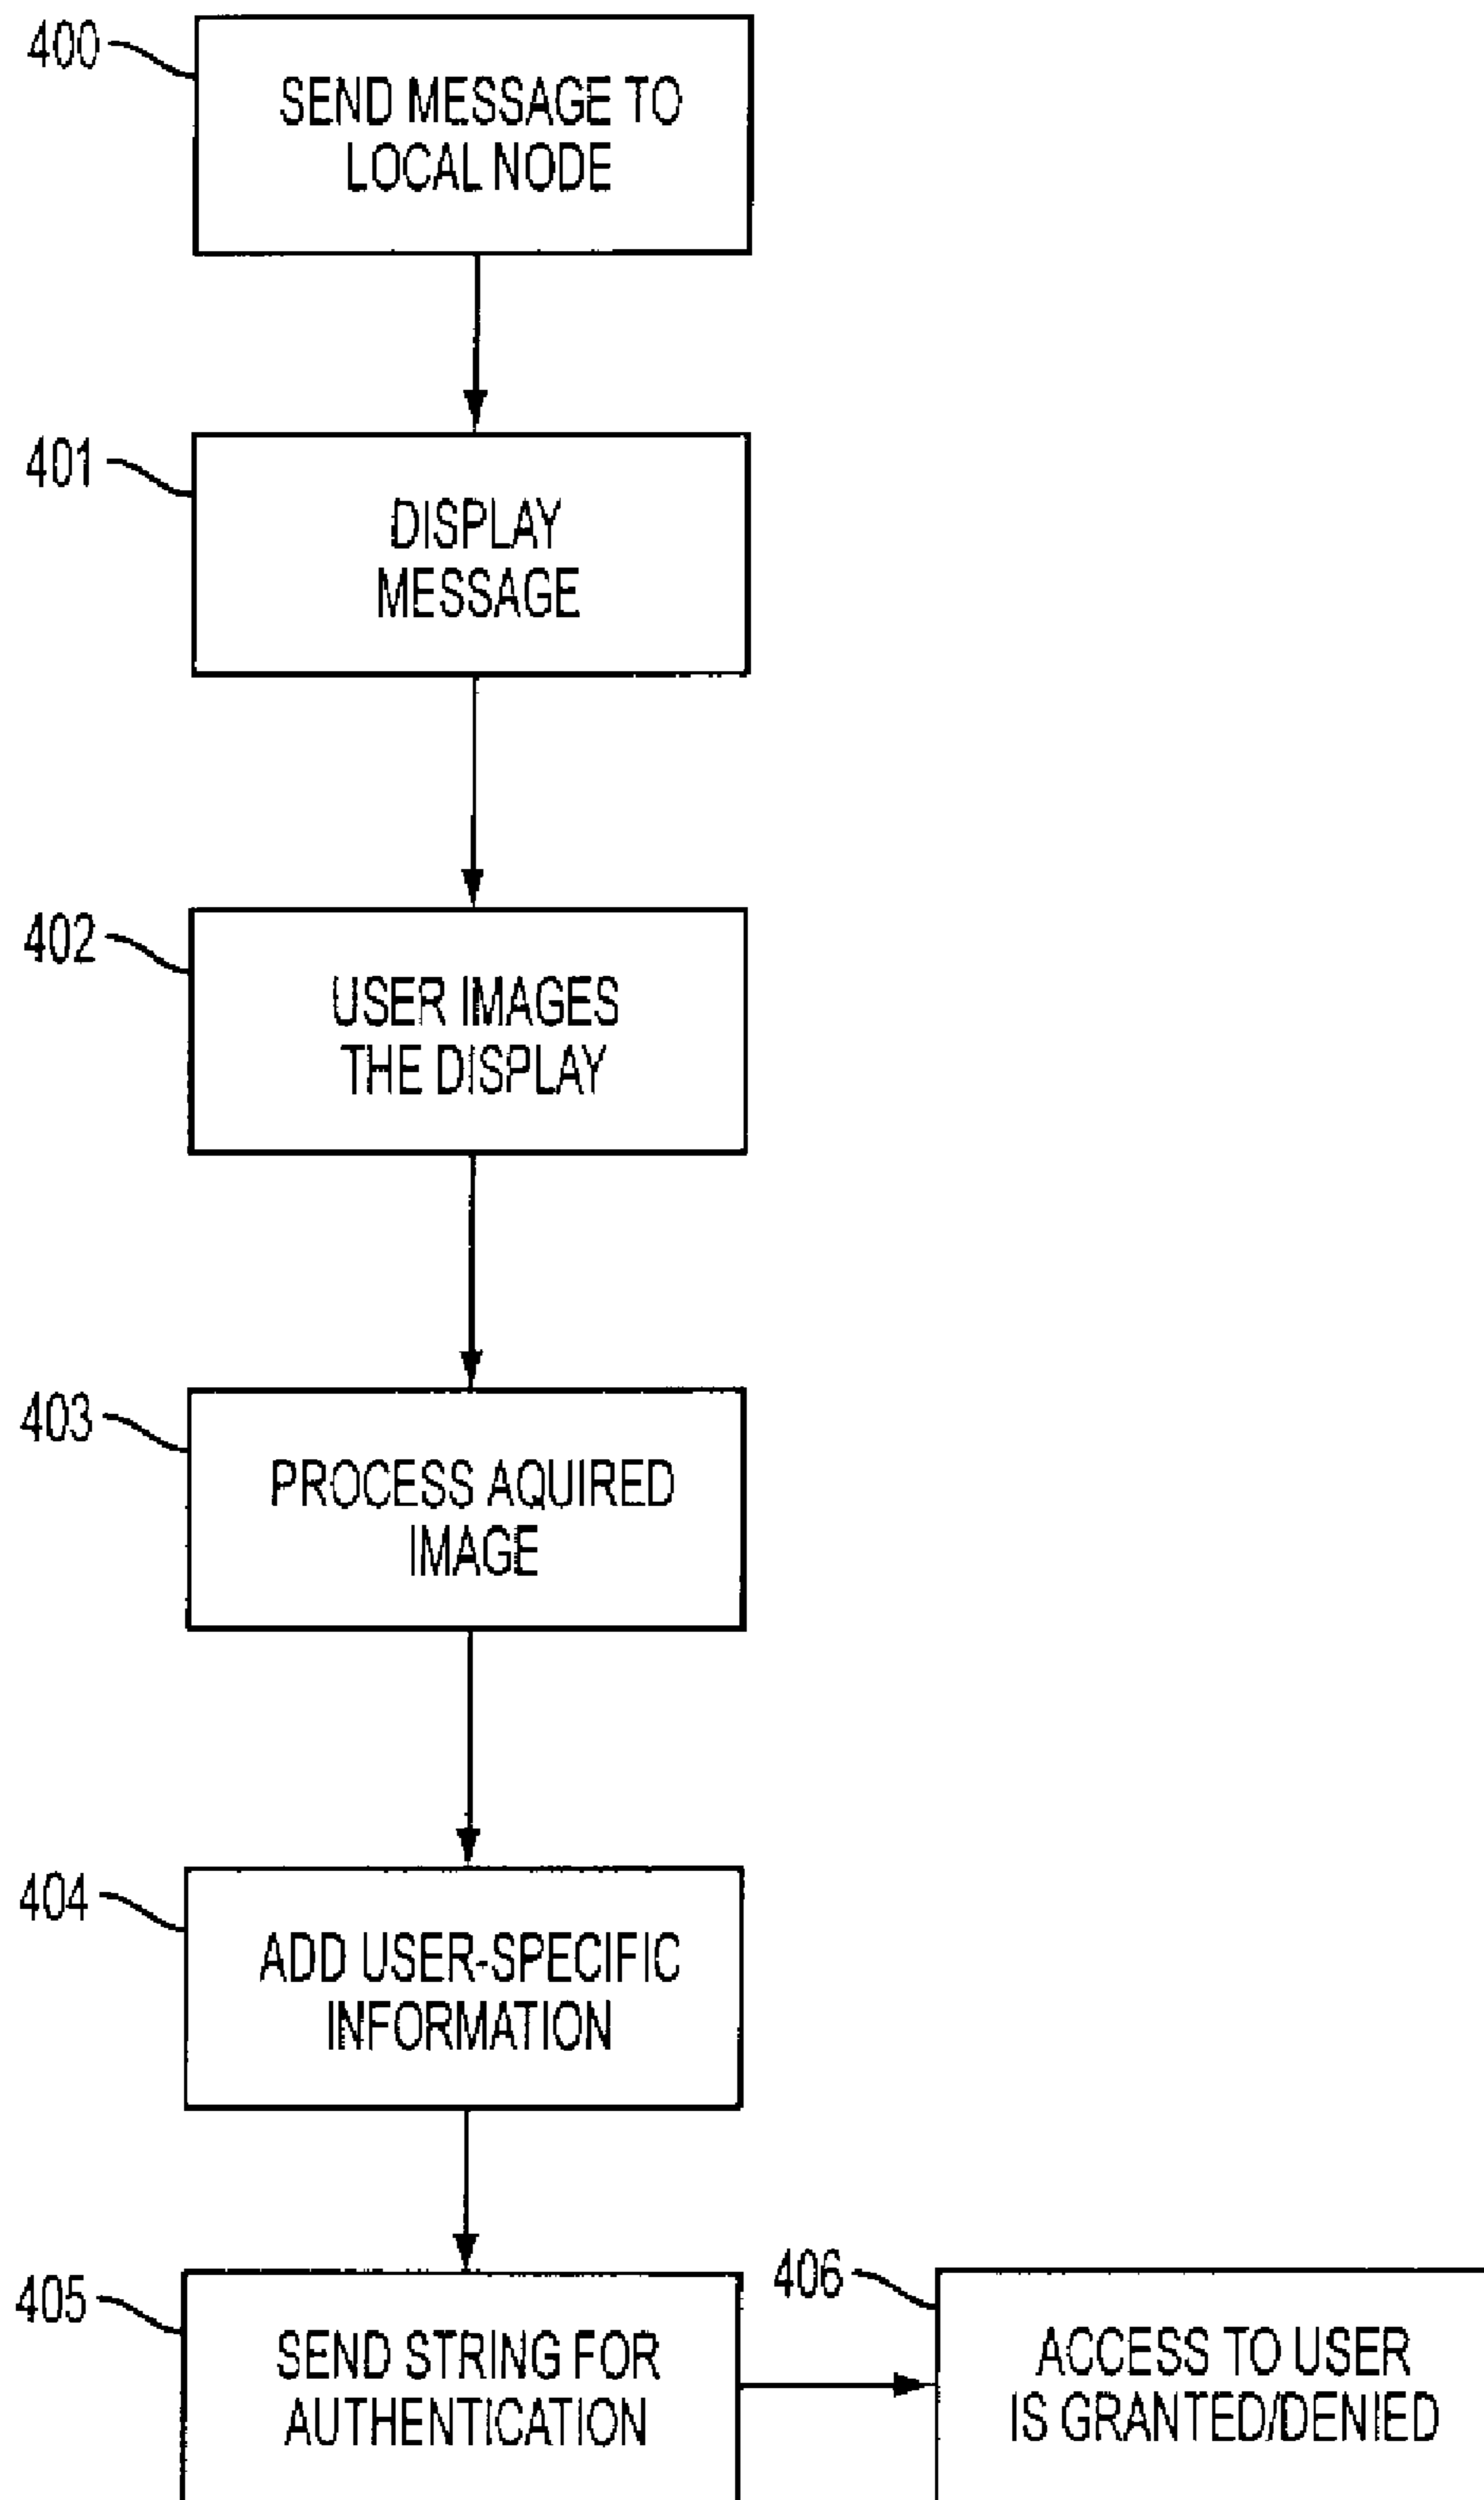 400
SEND MESSAGE TO
LOCAL NODE
401
DISPLAY
MESSAGE
402
USER IMAGES
THE DISPLAY
403
PROCESS AQUIRED
IMAGE
404
ADD USER-SPECIFIC
INFORMATION
405
SEND STRING FOR
AUTHENTICATION
406
ACCESS TO USER
IS GRANTED/DENIED